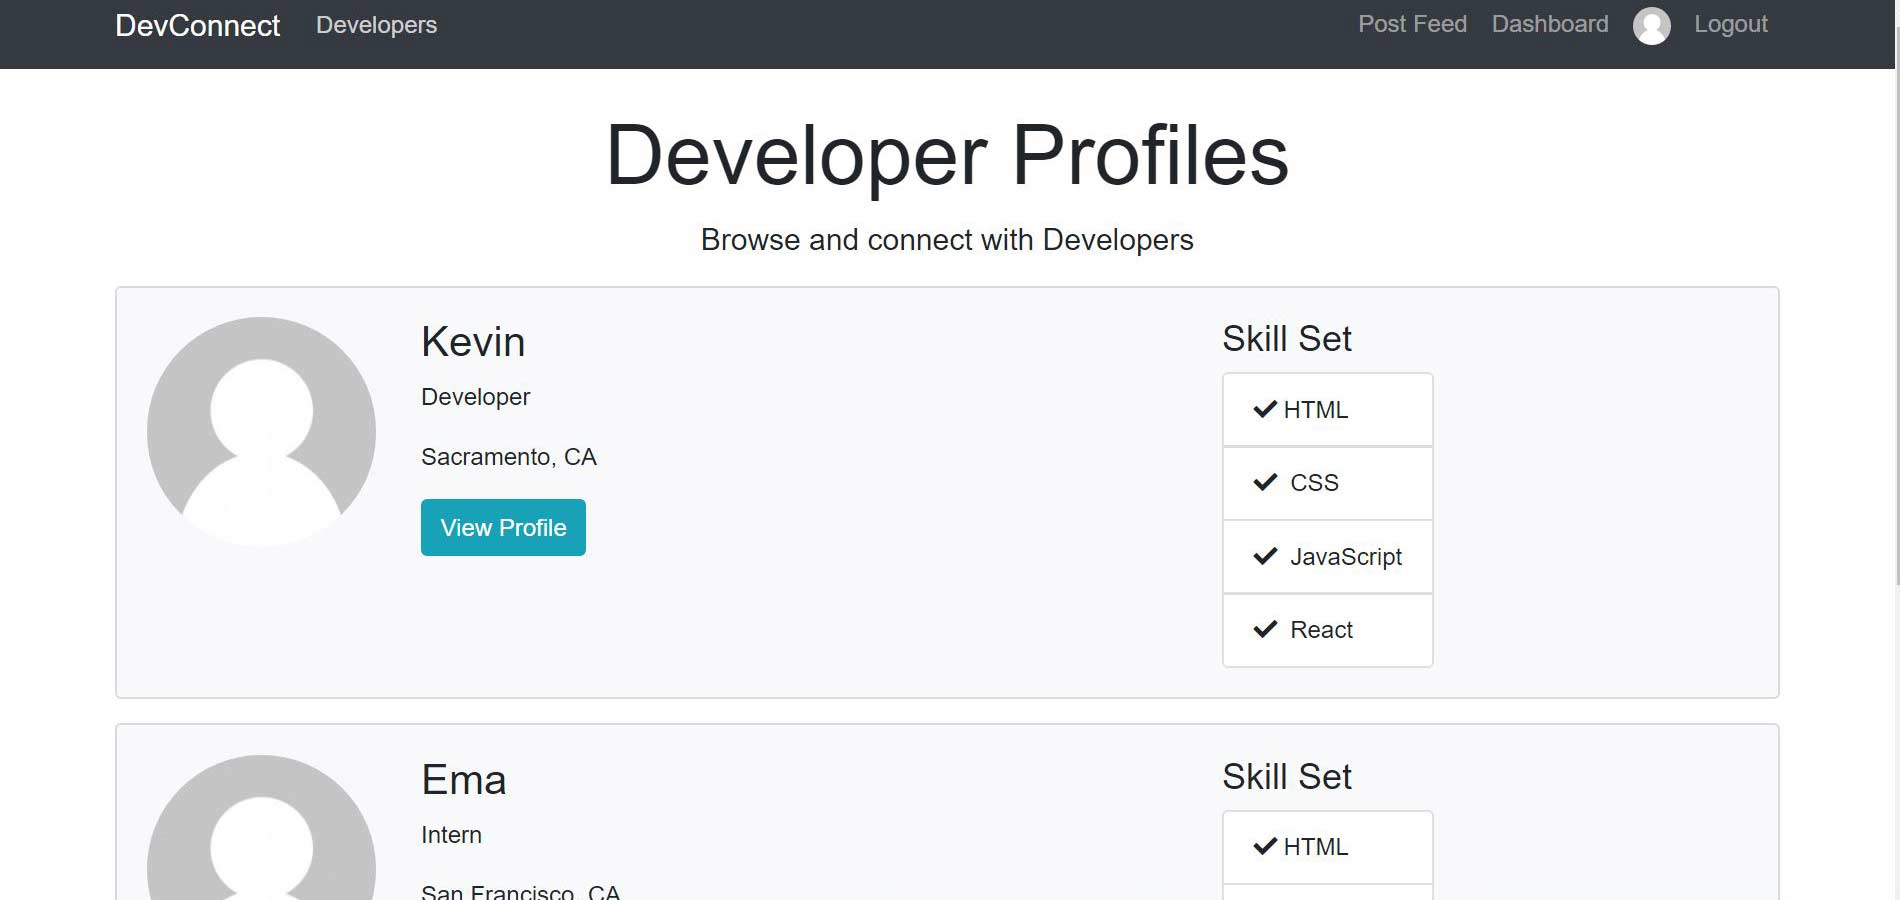 DevConnect Developers Post Feed Dashboard Logout
Developer Profiles
Browse and connect with Developers
Kevin
Developer
Sacramento, CA
View Profile
Skill Set
HTML
CSS
JavaScript
React
Ema
Intern
San Francisco, CA
Skill Set
HTML